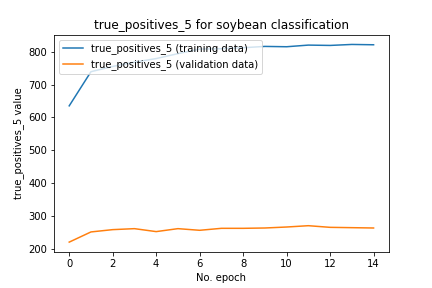 true_positives_5 for soybean classification
true_positives_5 (training data)
true_positives_5 (validation data)
true_positives_5 value
800
700
600
500
400
300
200
0 2 4 6 8 10 12 14
No. epoch